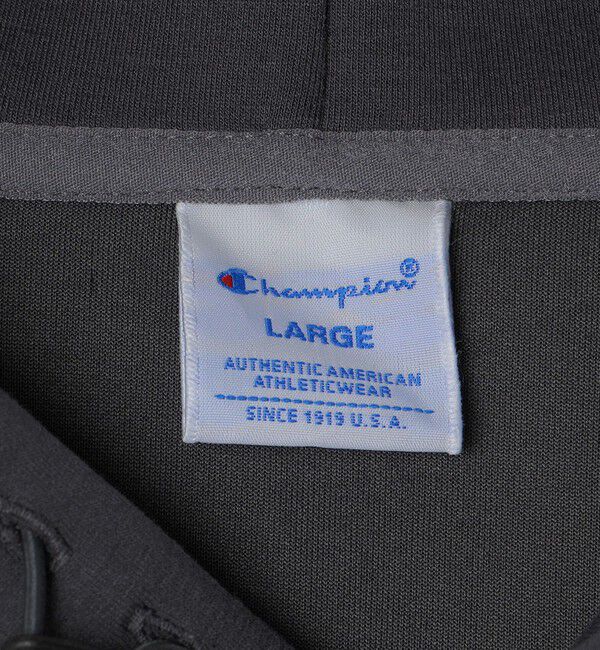 Champion®
LARGE
AUTHENTIC AMERICAN
ATHLETICWEAR
SINCE 1919 U.S.A.